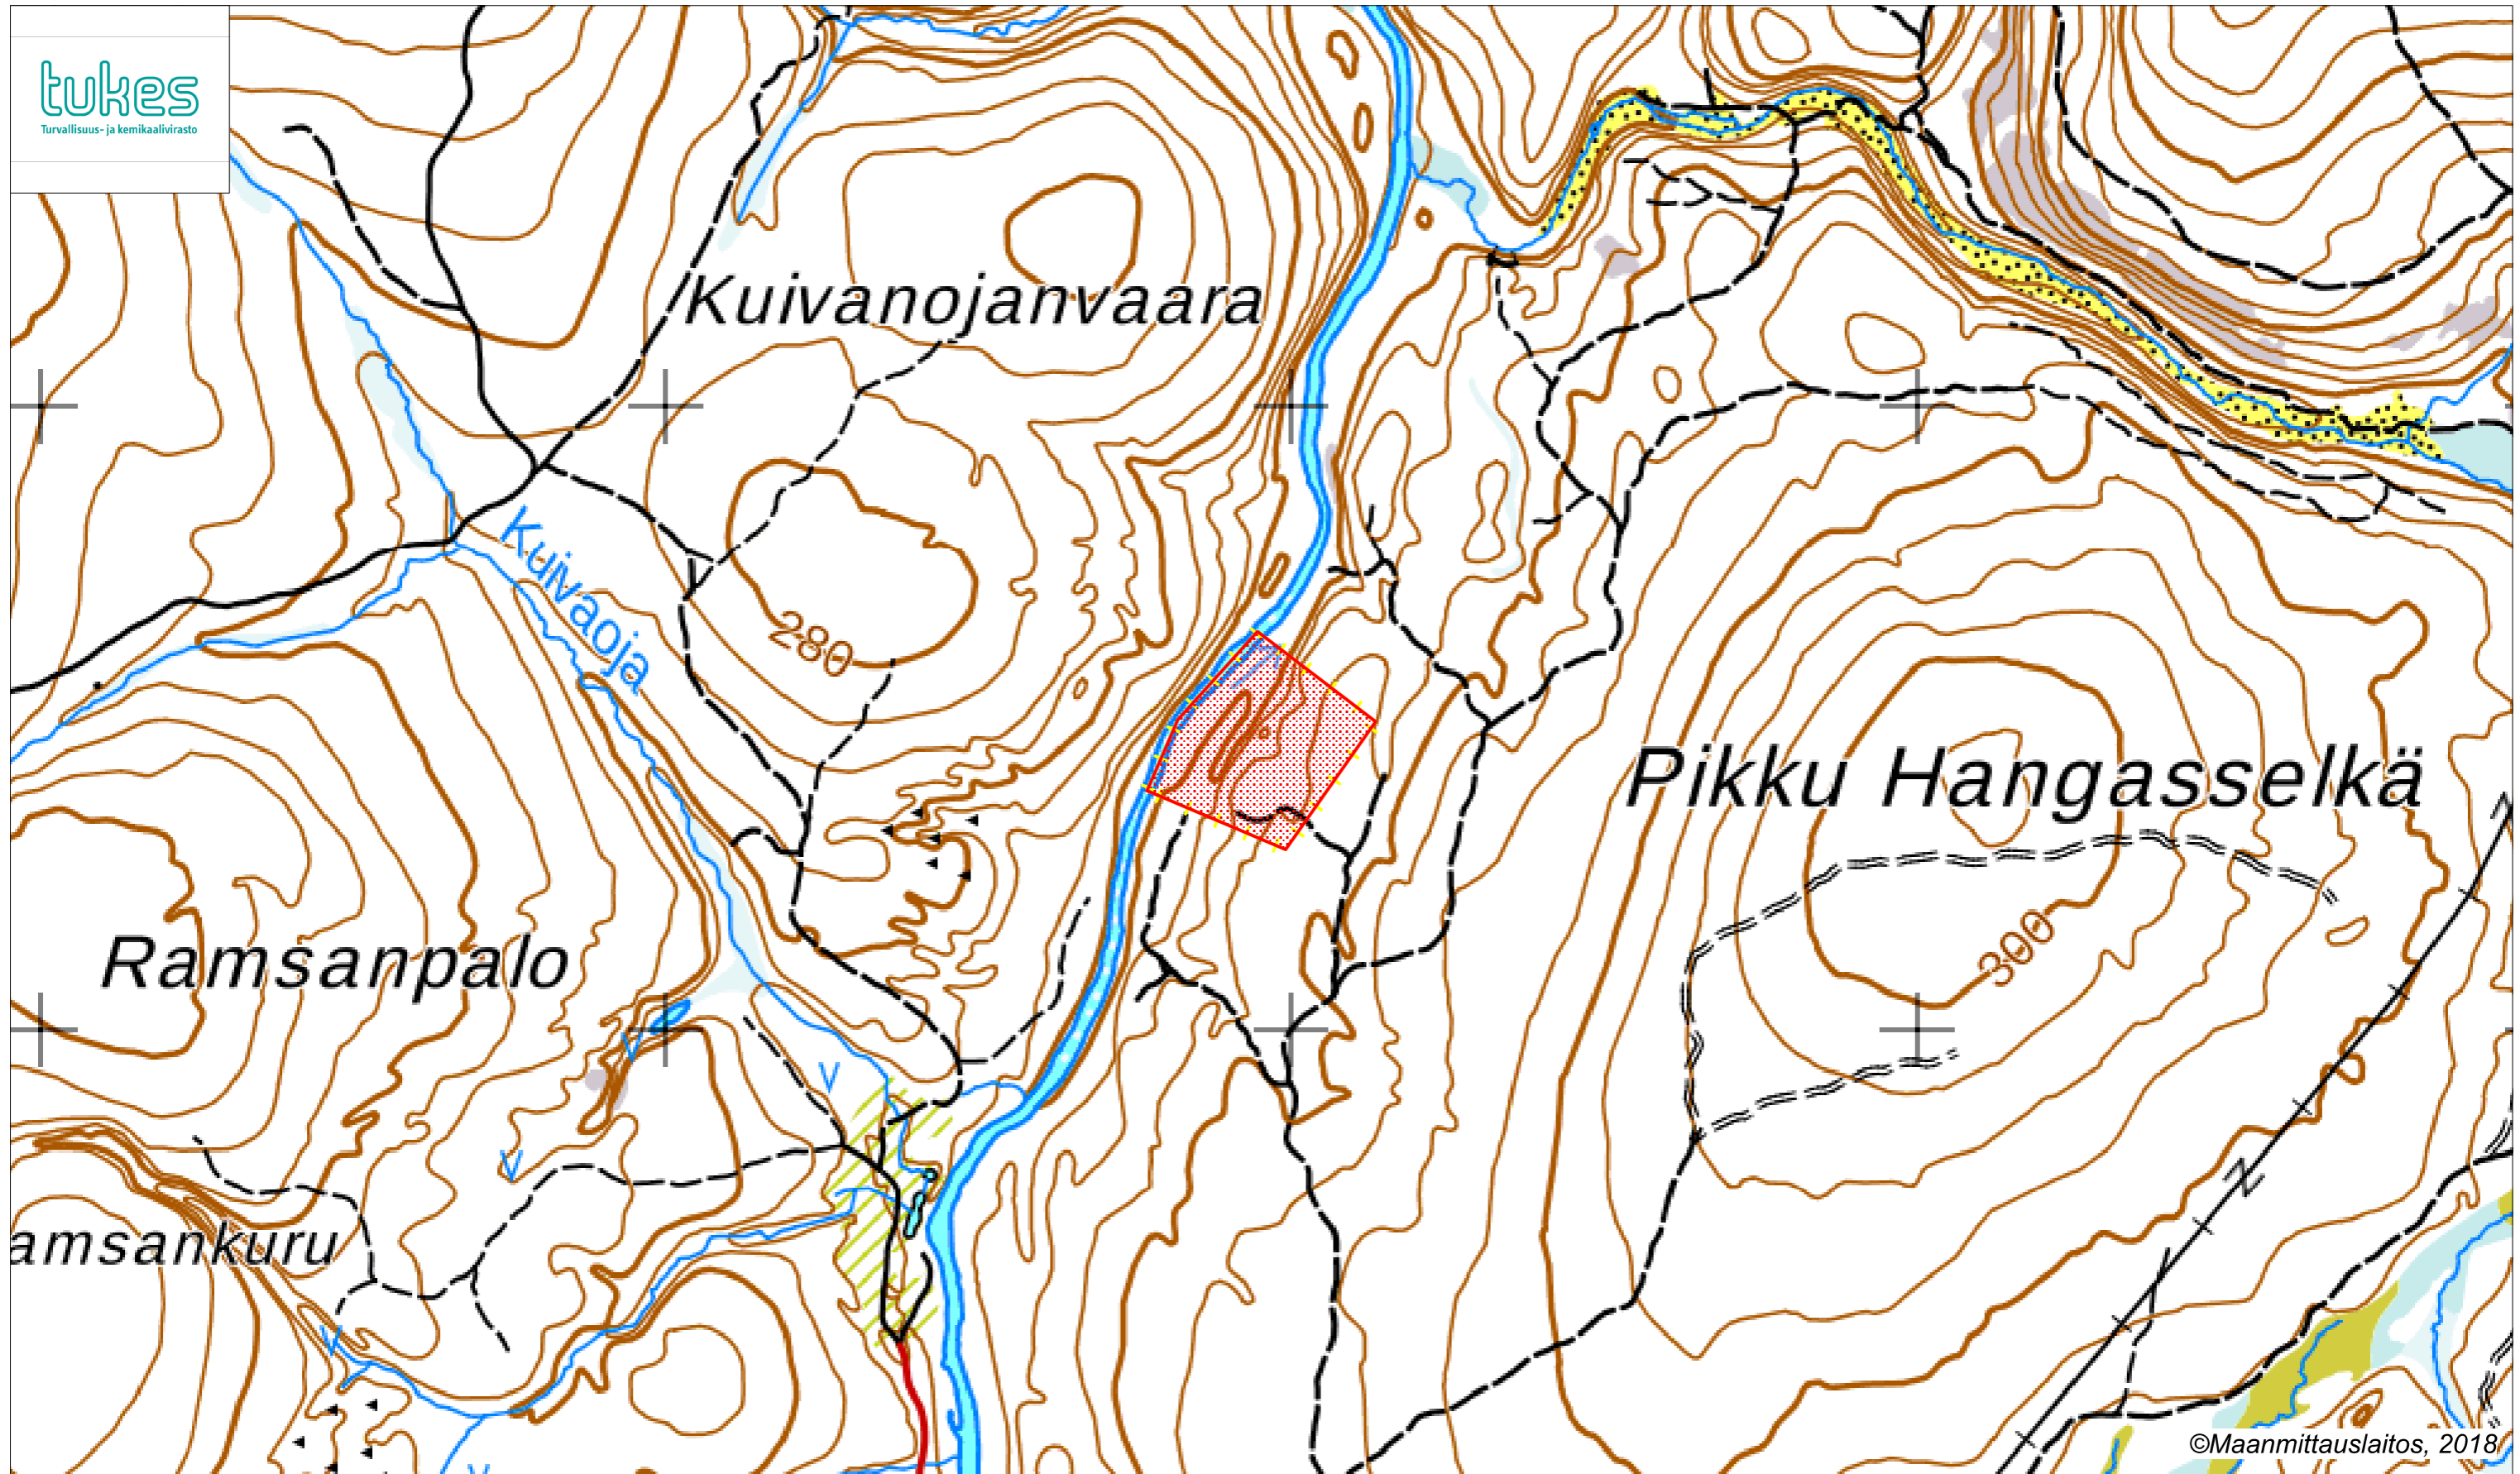 tukes
Turvallisuus- ja kemikaalivirasto
Kuivanojanvaara
Kuivaoja
280
Pikku Hangasselkä
300
Ramsanpalo
amsankuru
V
V
V
V
V
Z
©Maanmittauslaitos, 2018